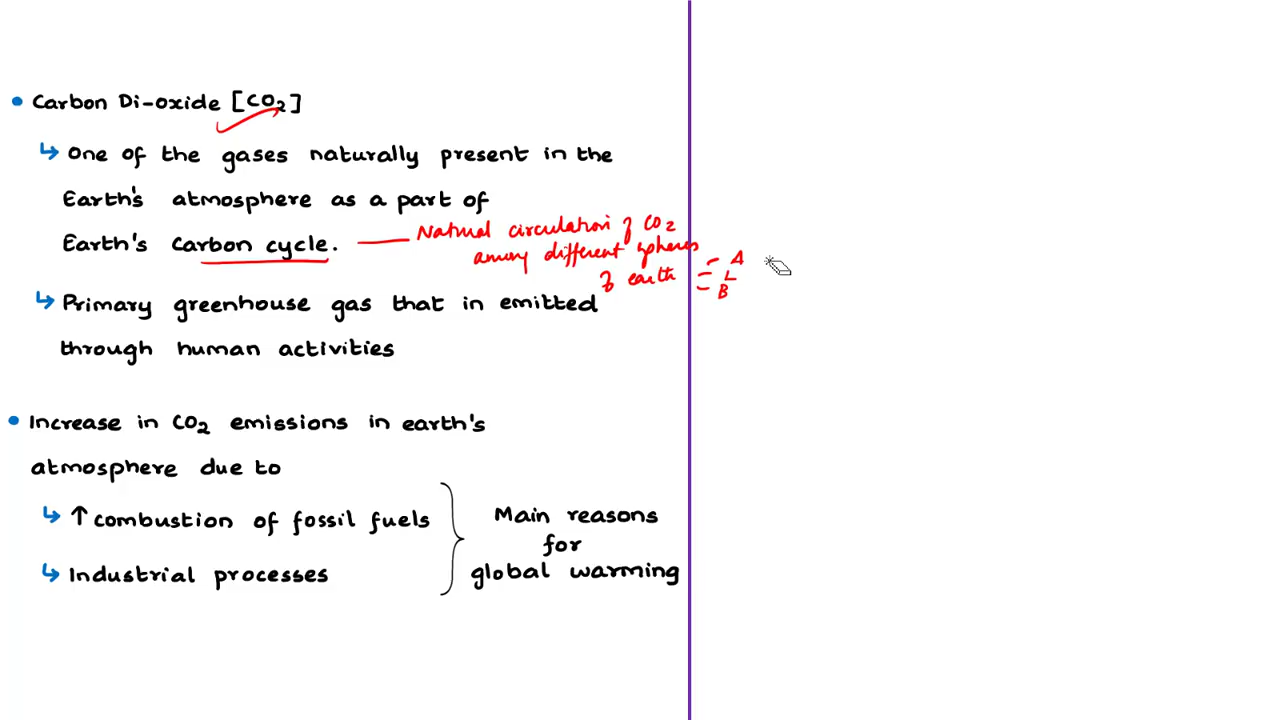 • Carbon Di-oxide [CO₂]
↳ One of the gases naturally present in the
Earth's atmosphere as a part of
Earth's Carbon cycle. — Natural circulation of CO₂
among different spheres
of earth
A
L
B
↳ Primary greenhouse gas that in emitted
through human activities
• Increase in CO₂ emissions in earth's
atmosphere due to
↳ ↑ combustion of fossil fuels
↳ Industrial processes
Main reasons
for
global warming